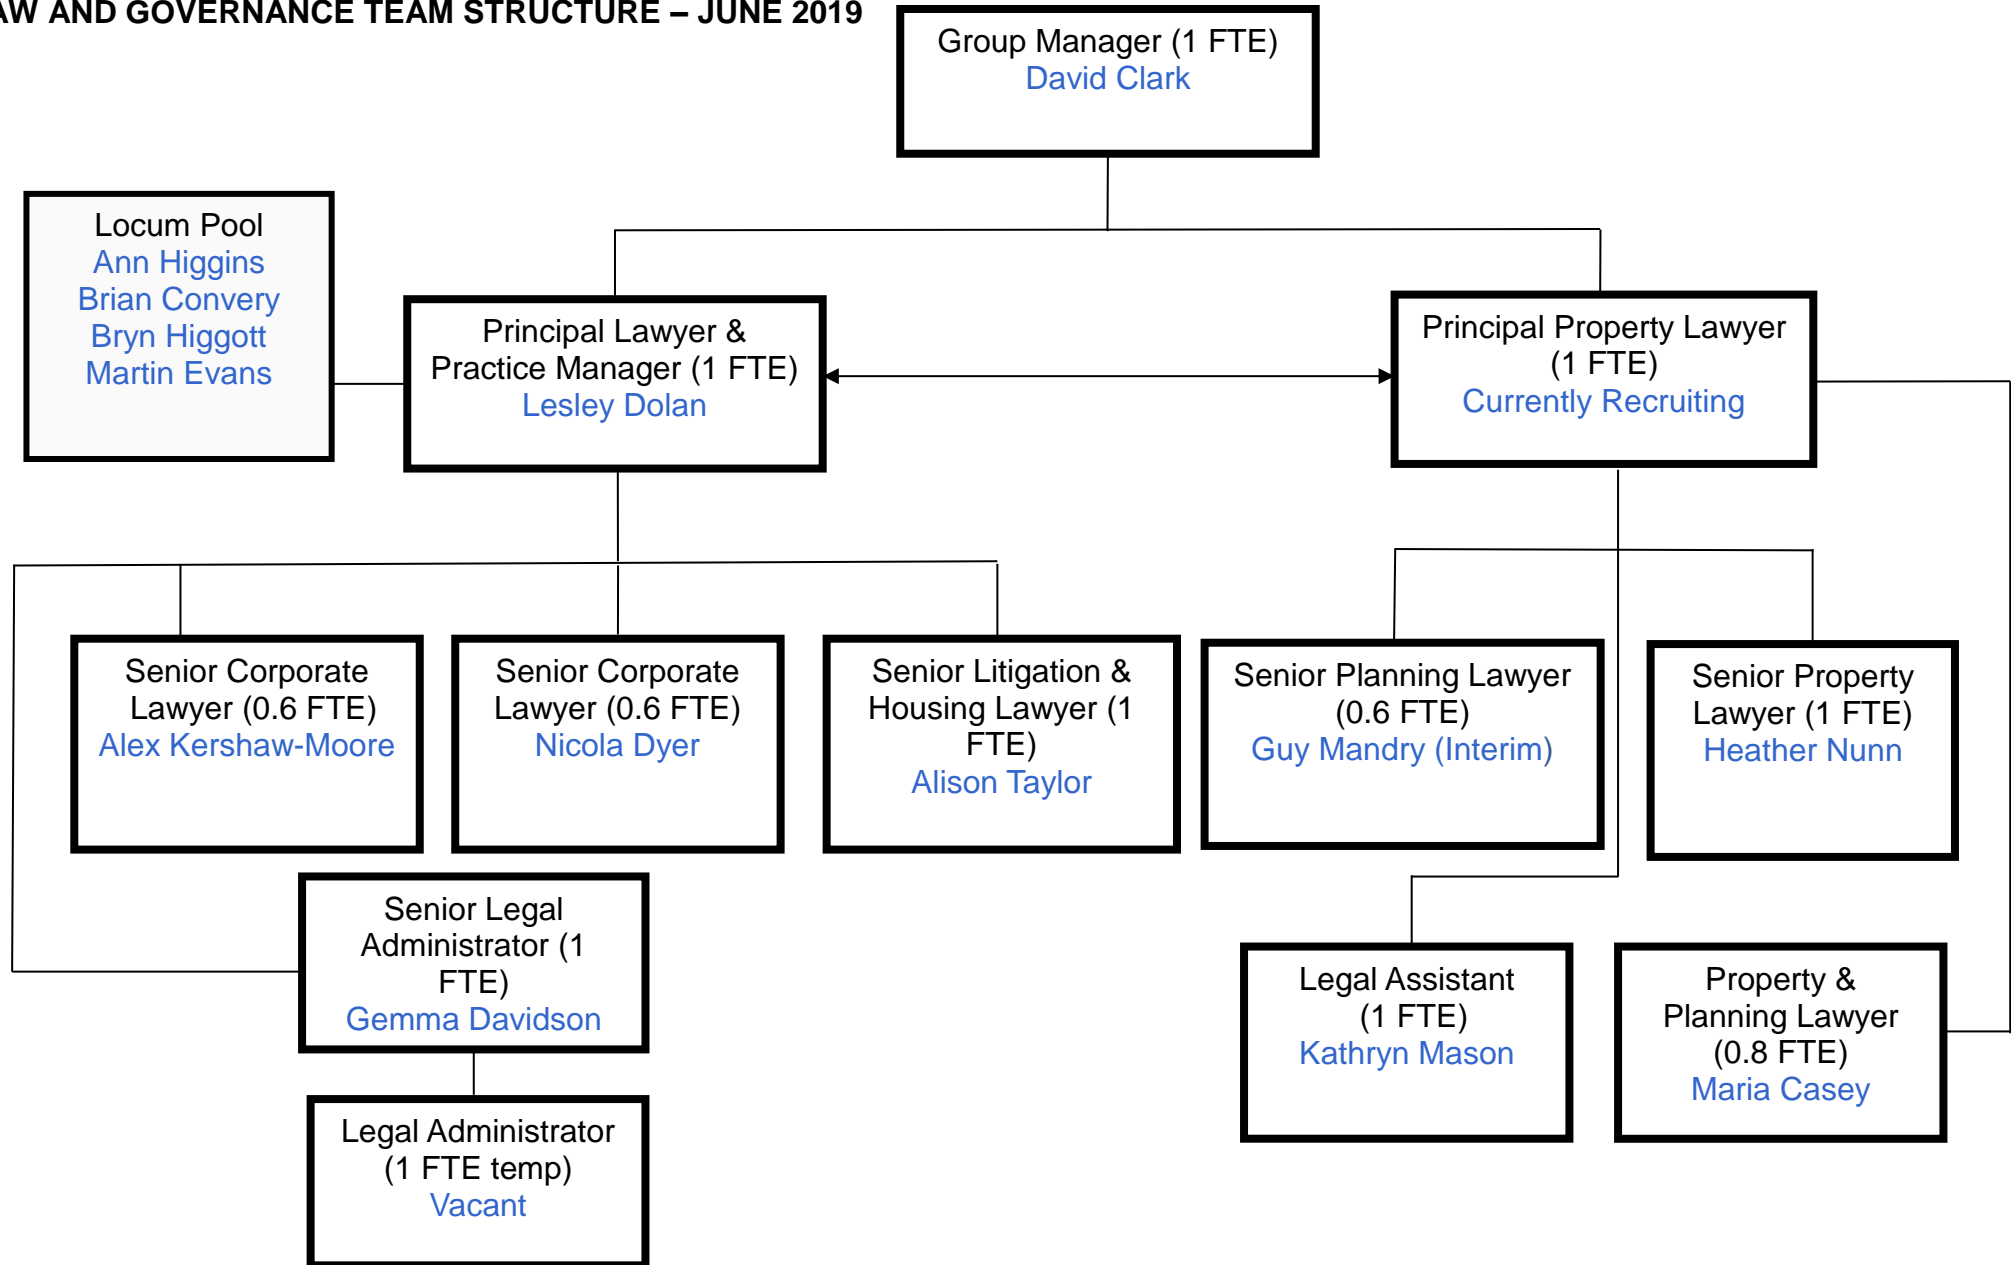 AW AND GOVERNANCE TEAM STRUCTURE – JUNE 2019
Group Manager (1 FTE)
David Clark
Locum Pool
Ann Higgins
Brian Convery
Bryn Higgott
Martin Evans
Principal Lawyer &
Practice Manager (1 FTE)
Lesley Dolan
Principal Property Lawyer
(1 FTE)
Currently Recruiting
Senior Corporate
Lawyer (0.6 FTE)
Alex Kershaw-Moore
Senior Corporate
Lawyer (0.6 FTE)
Nicola Dyer
Senior Litigation &
Housing Lawyer (1
FTE)
Alison Taylor
Senior Planning Lawyer
(0.6 FTE)
Guy Mandry (Interim)
Senior Property
Lawyer (1 FTE)
Heather Nunn
Senior Legal
Administrator (1
FTE)
Gemma Davidson
Legal Assistant
(1 FTE)
Kathryn Mason
Property &
Planning Lawyer
(0.8 FTE)
Maria Casey
Legal Administrator
(1 FTE temp)
Vacant